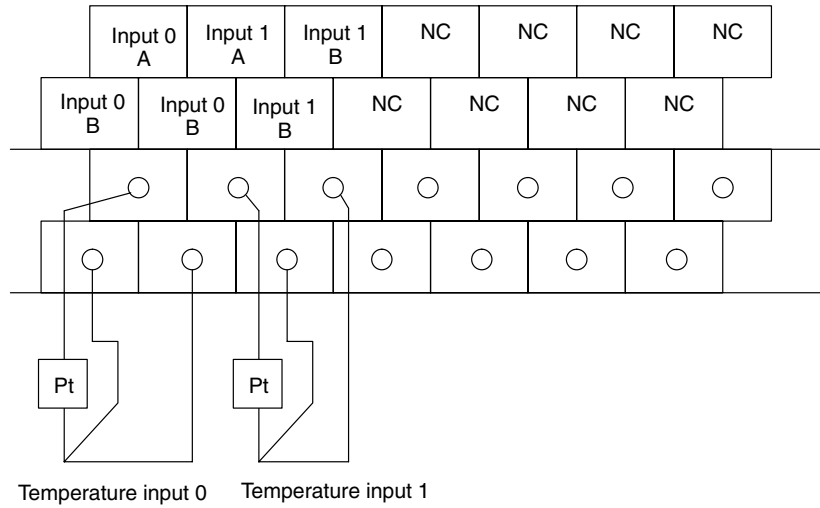 Input 0 A
Input 1 A
Input 1 B
NC
NC
NC
NC
Input 0 B
Input 0 B
Input 1 B
NC
NC
NC
NC
Pt
Pt
Temperature input 0
Temperature input 1